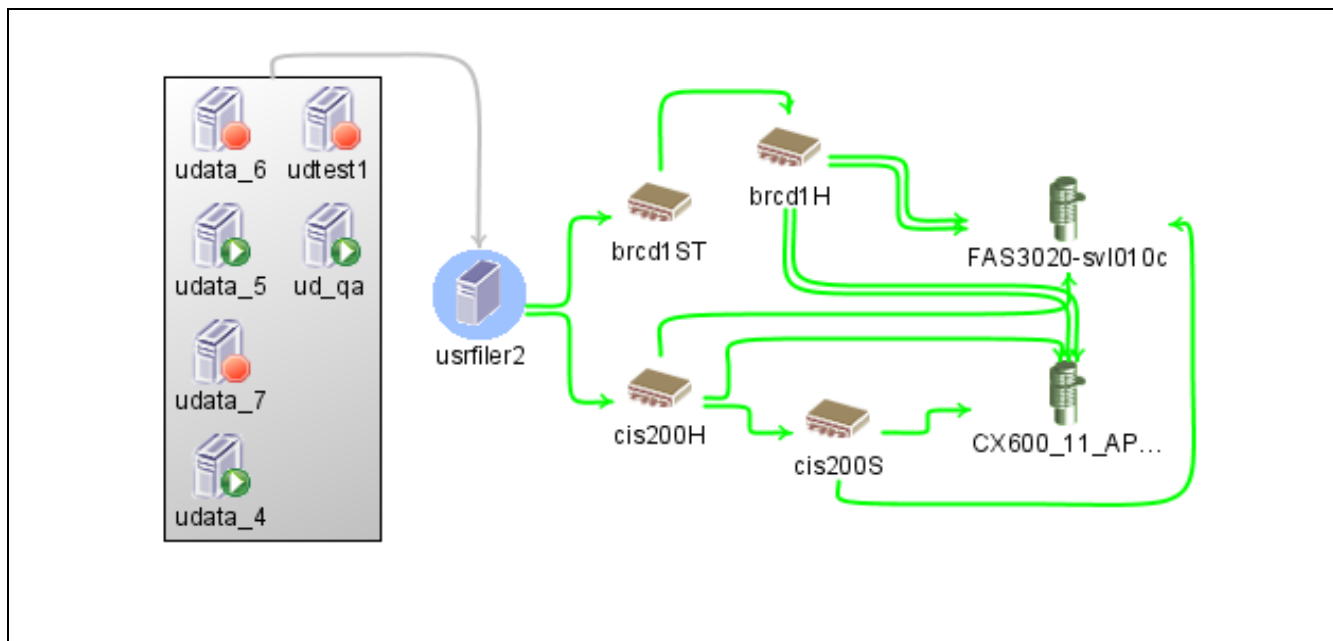 udata_6
udtest1
udata_5
ud_qa
udata_7
udata_4
usrfiler2
brcd1ST
brcd1H
cis200H
cis200S
FAS3020-svl010c
CX600_11_AP...